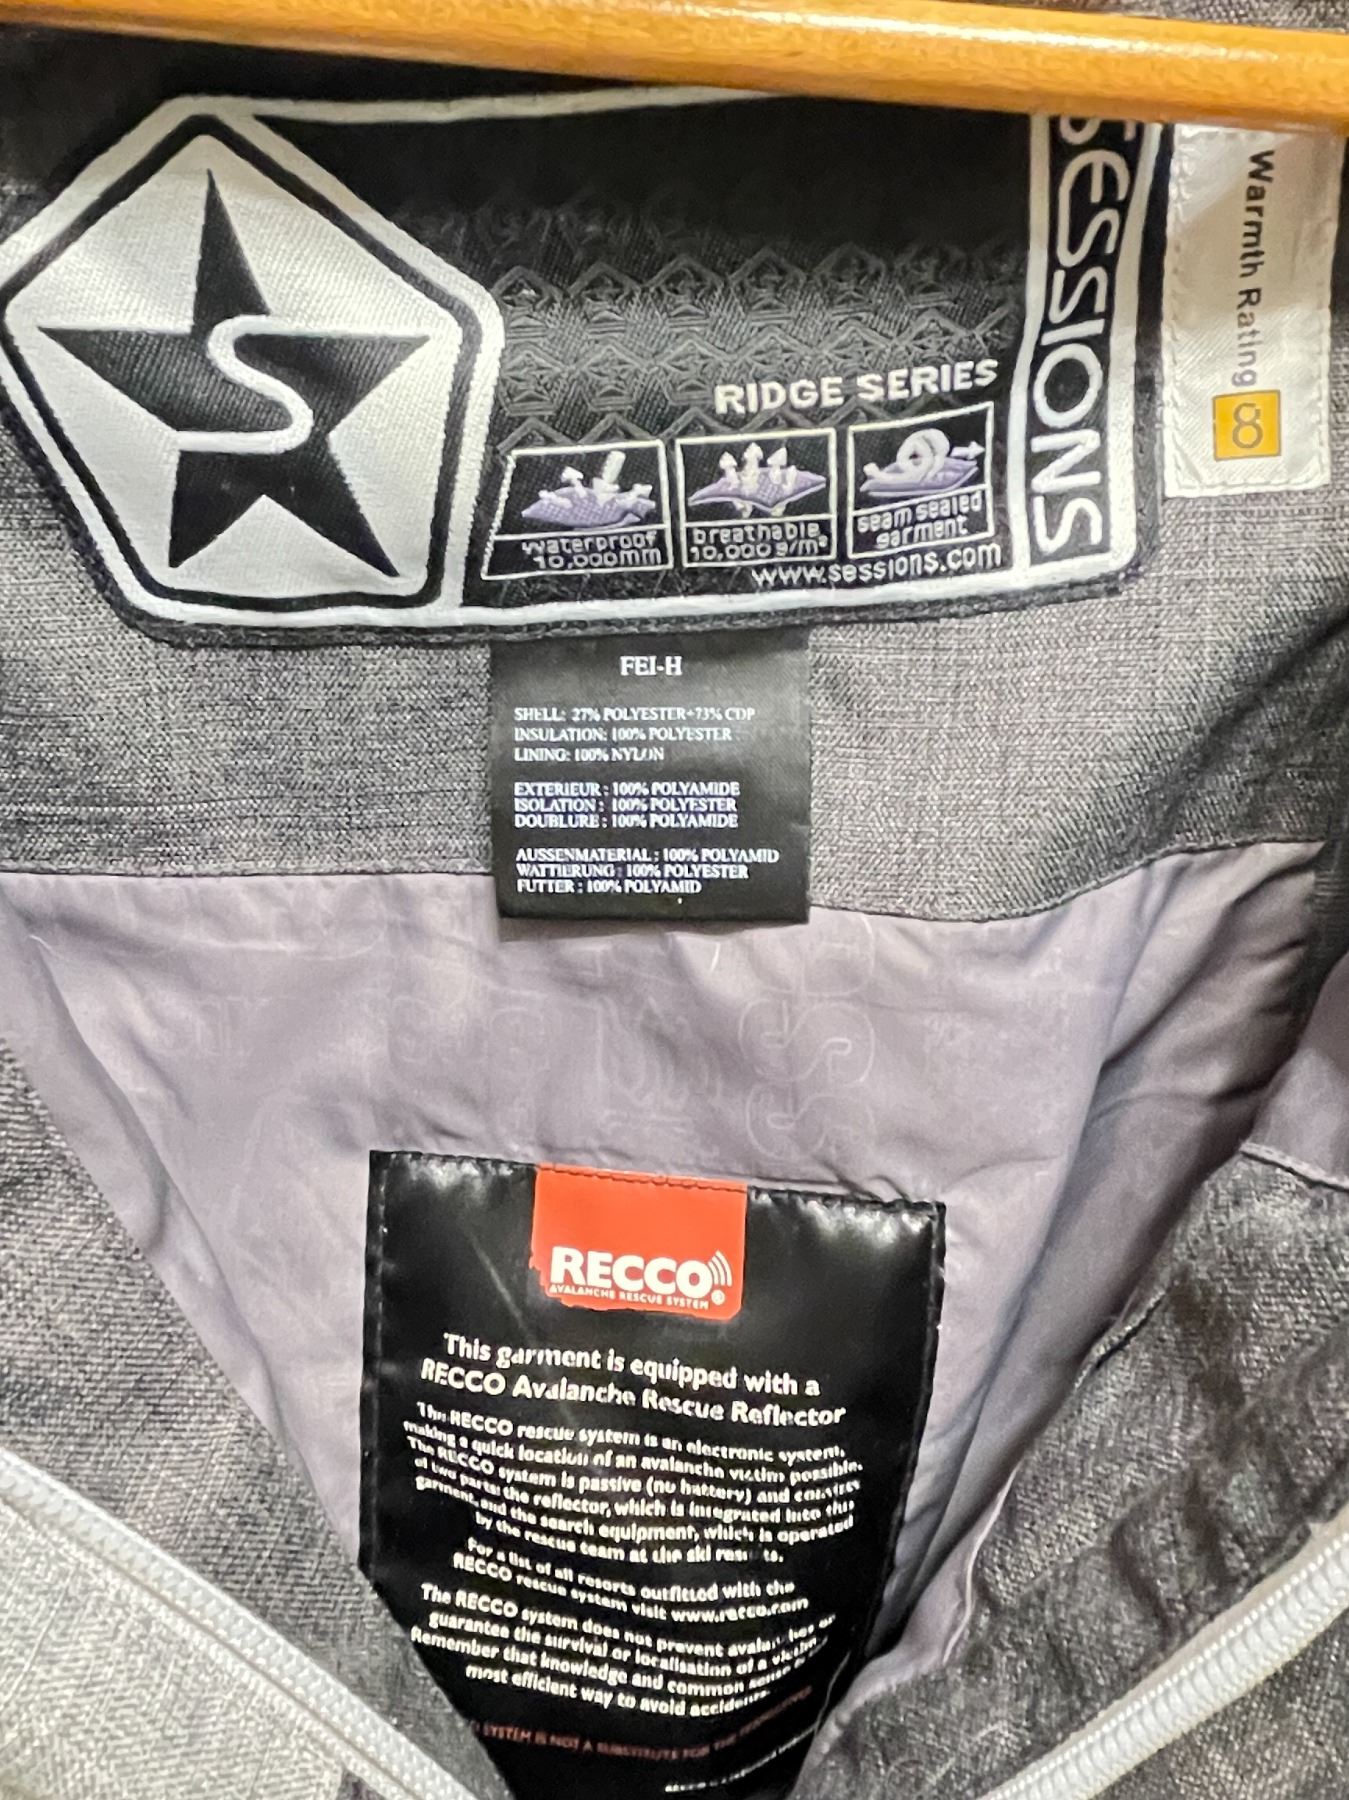 S
SESSIONS
Warmth Rating 8
RIDGE SERIES
waterproof
10,000mm
breathable
10,000 g/m²
seam sealed
garment
www.sessions.com
FEI-H
SHELL: 27% POLYESTER+73% CDP
INSULATION: 100% POLYESTER
LINING: 100% NYLON
EXTERIEUR : 100% POLYAMIDE
ISOLATION : 100% POLYESTER
DOUBLURE : 100% POLYAMIDE
AUSSENMATERIAL : 100% POLYAMID
WATTIERUNG : 100% POLYESTER
FUTTER : 100% POLYAMID
RECCO®
AVALANCHE RESCUE SYSTEM
This garment is equipped with a
RECCO Avalanche Rescue Reflector
The RECCO rescue system is an electronic system,
making a quick location of an avalanche victim possible.
The RECCO system is passive (no battery) and consists
of two parts: the reflector, which is integrated into this
garment, and the search equipment, which is operated
by the rescue team at the ski resorts.
For a list of all resorts outfitted with the
RECCO rescue system visit www.recco.com
The RECCO system does not prevent avalanches or
guarantee the survival or localisation of a victim.
Remember that knowledge and common sense is
most efficient way to avoid accidents.
SYSTEM IS NOT A SUBSTITUTE FOR THE